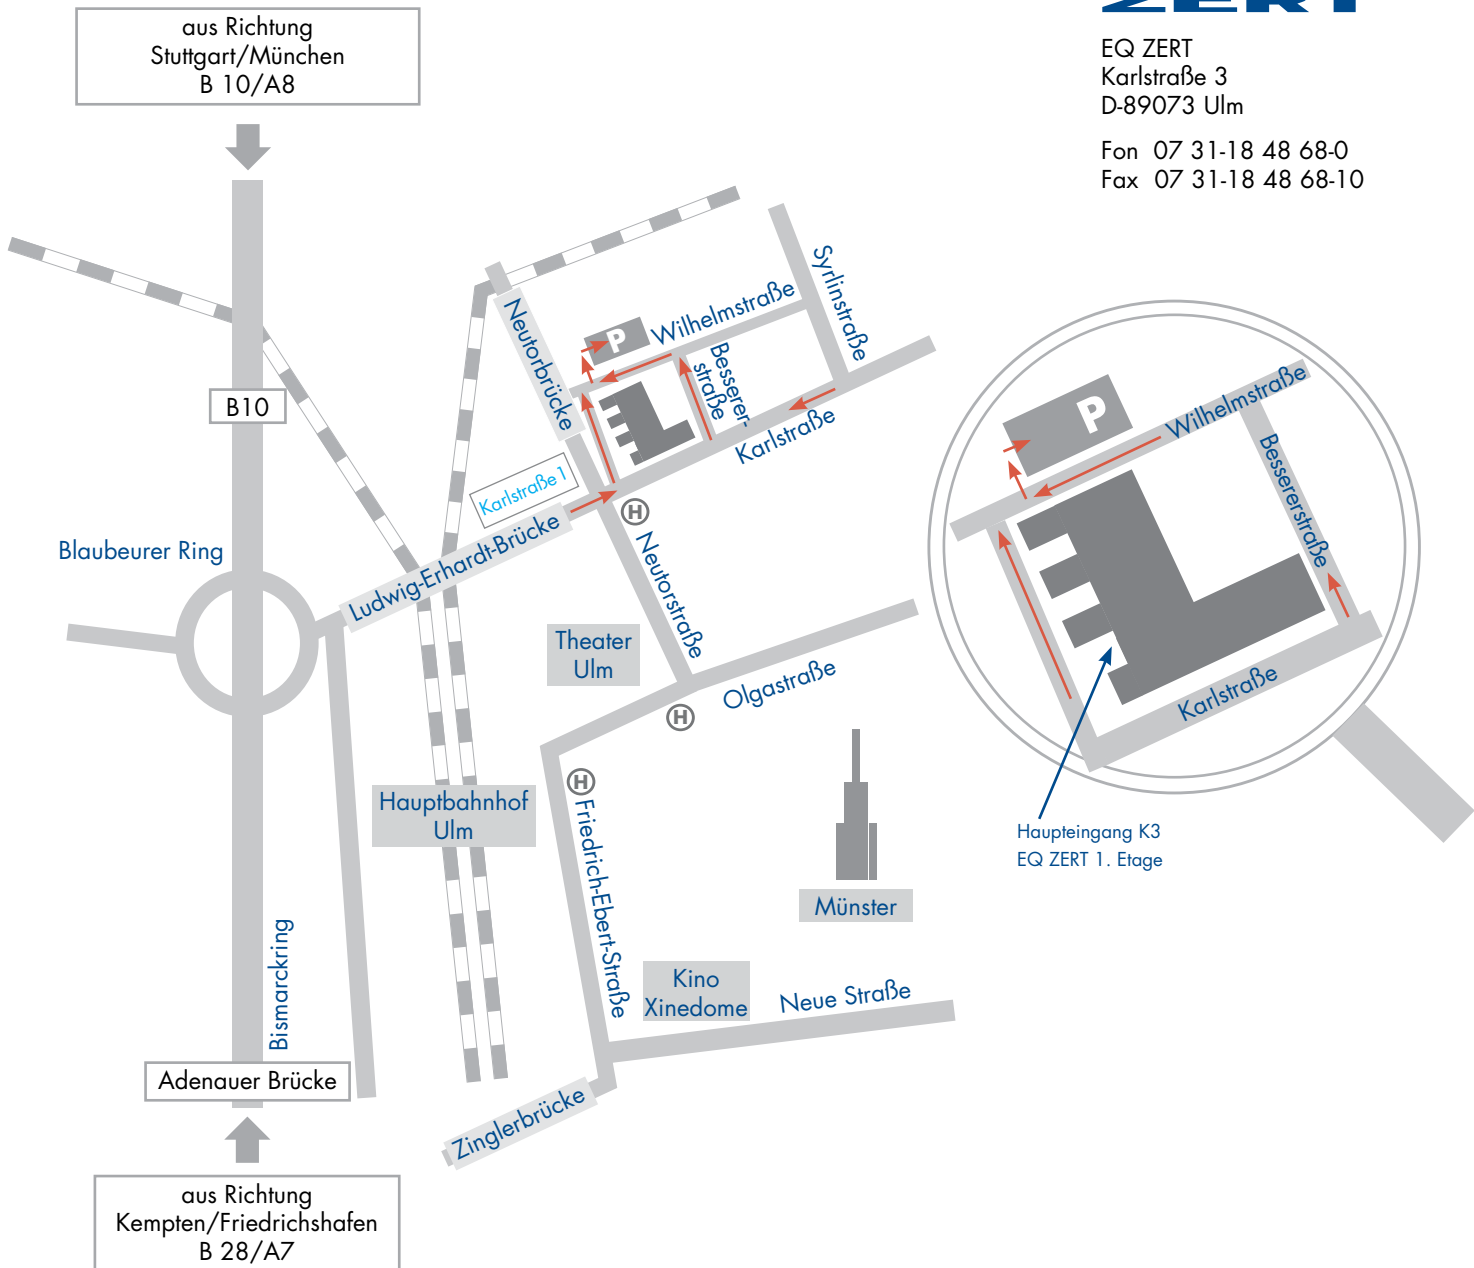 aus Richtung
Stuttgart/München
B 10/A8
ZERT
EQ ZERT
Karlstraße 3
D-89073 Ulm
Fon 07 31-18 48 68-0
Fax 07 31-18 48 68-10
Syrlinstraße
Wilhelmstraße
Neutorbrücke
P
Besserer-
straße
Karlstraße
B10
Karlstraße 1
H
Blaubeurer Ring
Ludwig-Erhardt-Brücke
Neutorstraße
Theater
Ulm
Olgastraße
H
H
Hauptbahnhof
Ulm
Friedrich-Ebert-Straße
Münster
Kino
Xinedome
Neue Straße
Bismarckring
Adenauer Brücke
Zinglerbrücke
aus Richtung
Kempten/Friedrichshafen
B 28/A7
P
Wilhelmstraße
Bessererstraße
Karlstraße
Haupteingang K3
EQ ZERT 1. Etage